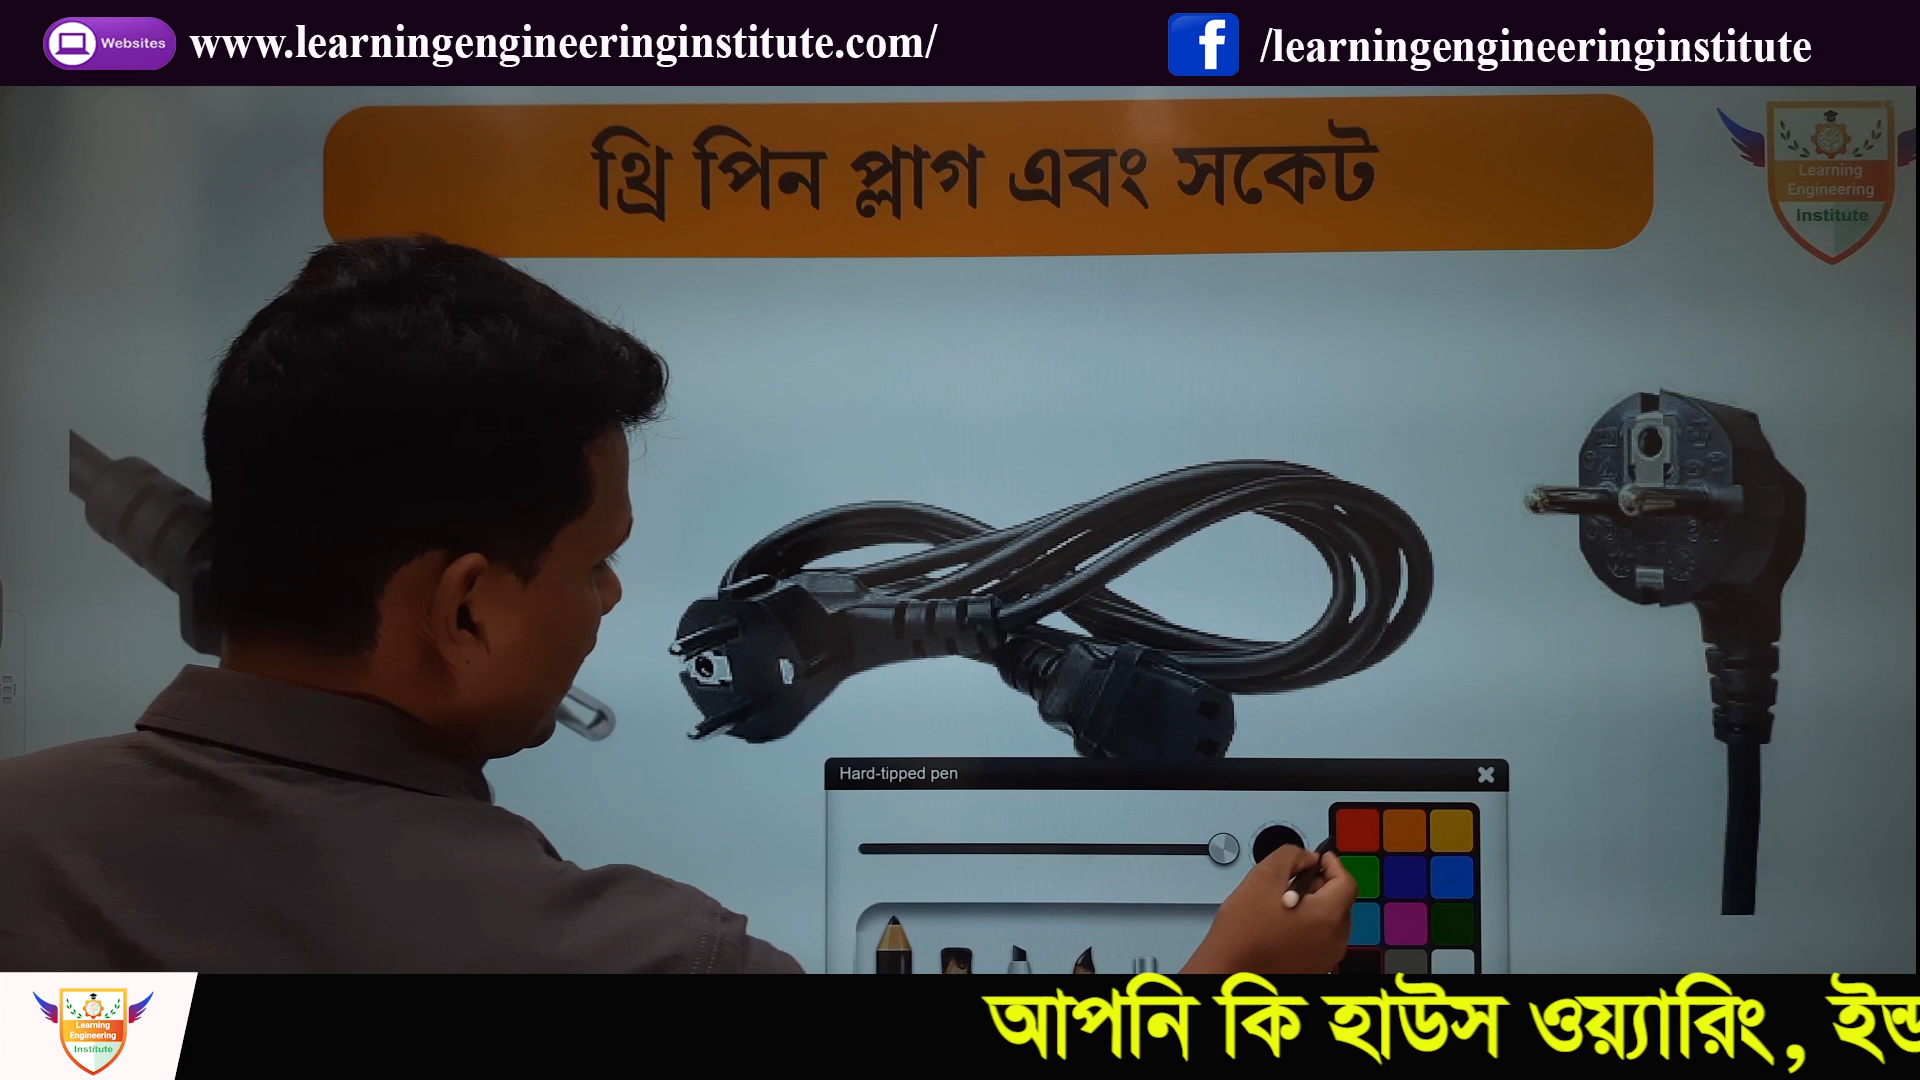 Websites
www.learningengineeringinstitute.com/
f
/learningengineeringinstitute
থ্রি পিন প্লাগ এবং সকেট
Learning
Engineering
Institute
Hard-tipped pen
Learning
Engineering
Institute
আপনি কি হাউস ওয়্যারিং,